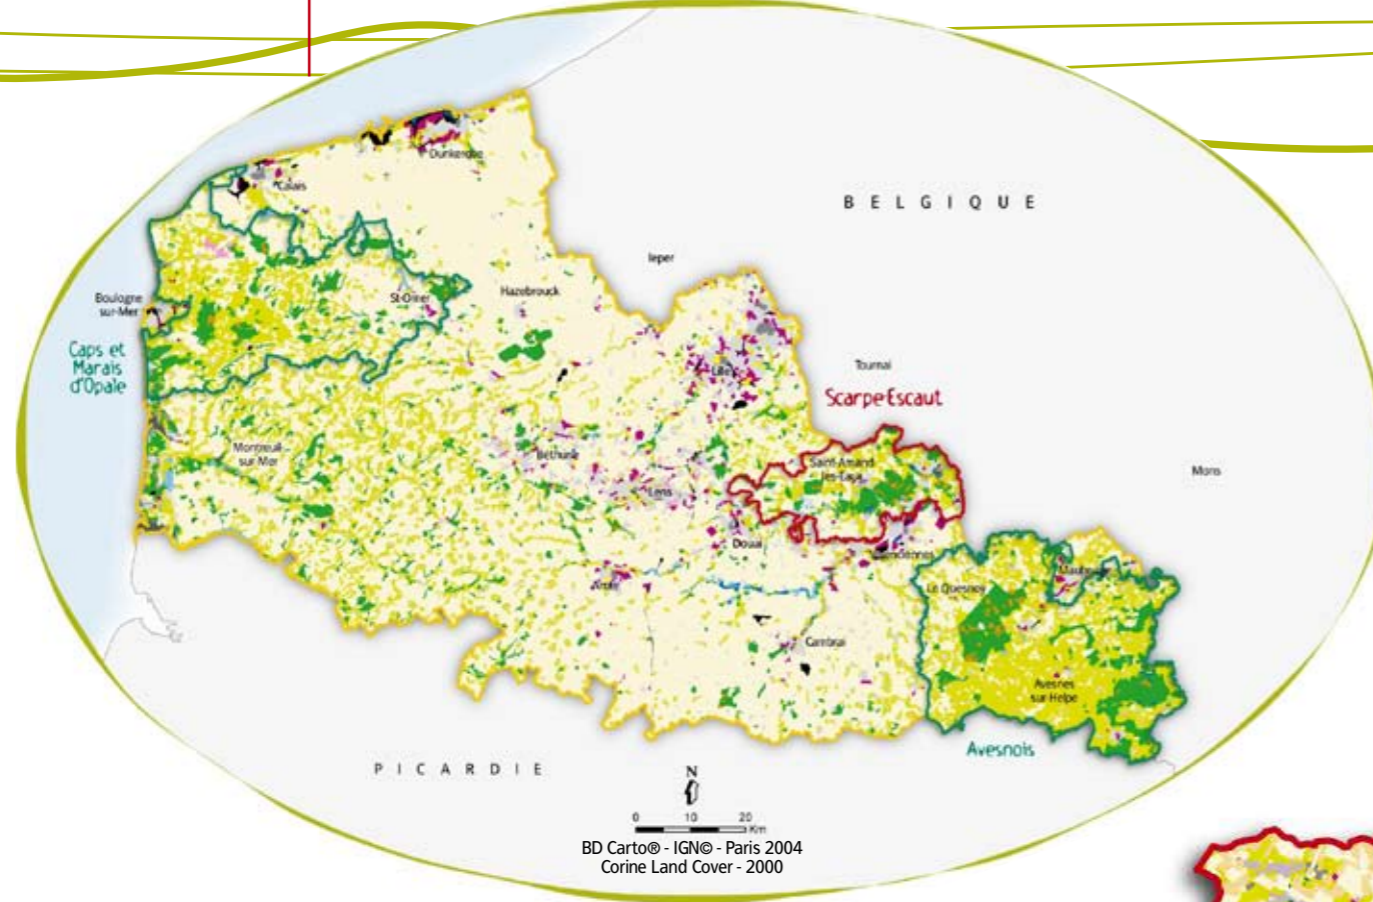 Dunkerque
Calais
BELGIQUE
Ieper
Boulogne
sur-Mer
St-Omer
Hazebrouck
Caps et
Marais
d'Opale
Lille
Tournai
Scarpe-Escaut
Montreuil
sur-Mer
Béthune
Saint-Amand
les-Eaux
Mons
Lens
Douai
Valenciennes
Maubeuge
Arras
Le Quesnoy
Cambrai
Avesnes
sur Helpe
Avesnois
PICARDIE
N
0 10 20
Km
BD Carto® - IGN© - Paris 2004
Corine Land Cover - 2000